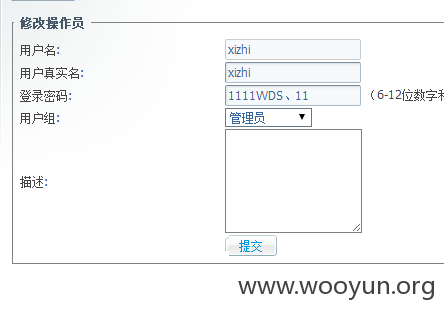 修改操作员
用户名: xizhi
用户真实名: xizhi
登录密码: 1111WDS、11 （6-12位数字和
用户组: 管理员
描述:
提交
www.wooyun.org